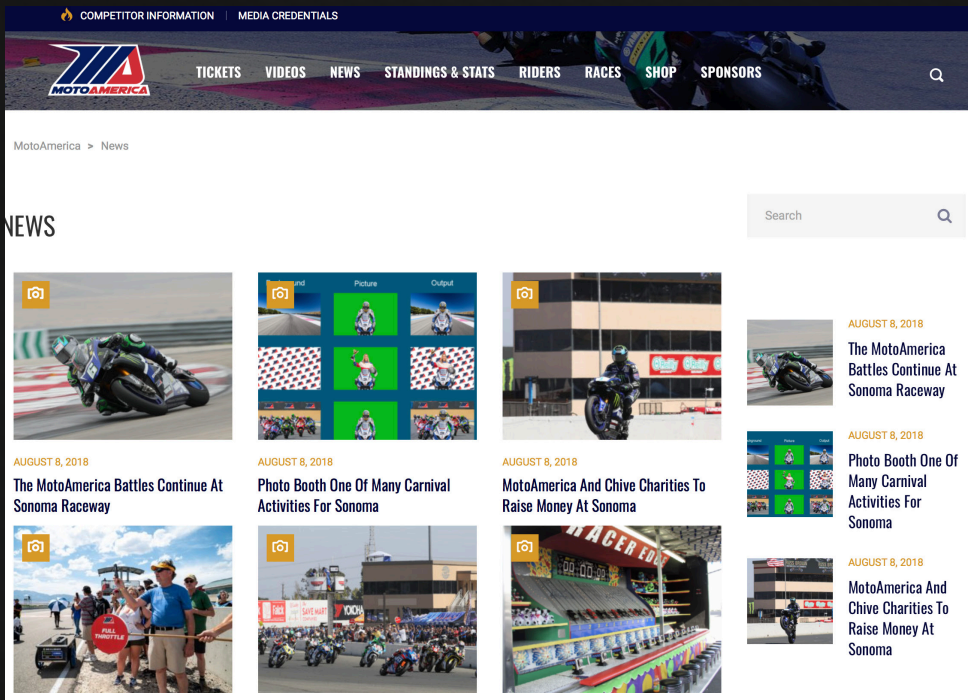 COMPETITOR INFORMATION | MEDIA CREDENTIALS
MOTOAMERICA
TICKETS VIDEOS NEWS STANDINGS & STATS RIDERS RACES SHOP SPONSORS
MotoAmerica > News
NEWS
Search
Picture Output
AUGUST 8, 2018
The MotoAmerica Battles Continue At
Sonoma Raceway
AUGUST 8, 2018
Photo Booth One Of Many Carnival
Activities For Sonoma
AUGUST 8, 2018
MotoAmerica And Chive Charities To
Raise Money At Sonoma
FULL
THROTTLE
SAVE MART
YOKOHA
RACER EDGE
AUGUST 8, 2018
The MotoAmerica
Battles Continue At
Sonoma Raceway
AUGUST 8, 2018
Photo Booth One Of
Many Carnival
Activities For
Sonoma
AUGUST 8, 2018
MotoAmerica And
Chive Charities To
Raise Money At
Sonoma